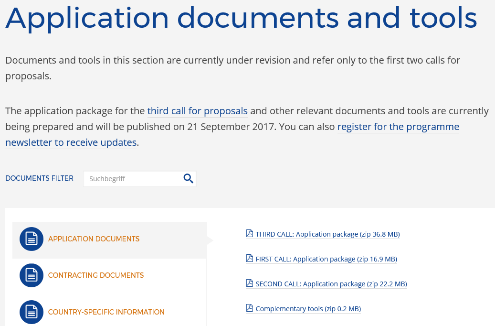 Application documents and tools
Documents and tools in this section are currently under revision and refer only to the first two calls for
proposals.
The application package for the third call for proposals and other relevant documents and tools are currently
being prepared and will be published on 21 September 2017. You can also register for the programme
newsletter to receive updates.
DOCUMENTS FILTER Suchbegriff
APPLICATION DOCUMENTS
CONTRACTING DOCUMENTS
COUNTRY-SPECIFIC INFORMATION
THIRD CALL: Application package (zip 36.8 MB)
FIRST CALL: Application package (zip 16.9 MB)
SECOND CALL: Application package (zip 22.2 MB)
Complementary tools (zip 0.2 MB)